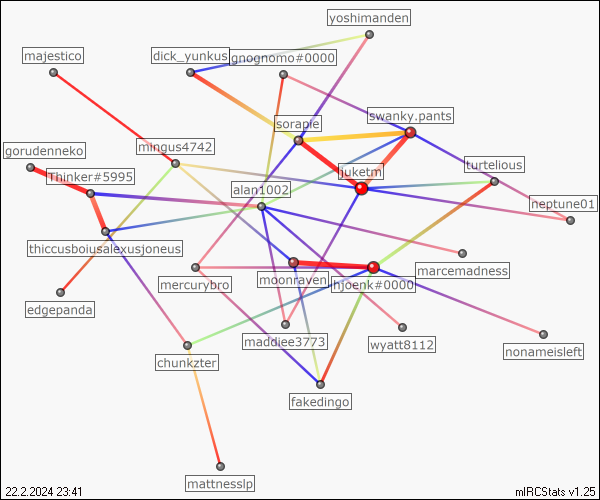 yoshimanden
majestico
dick_yunkus
gnognomo#0000
swanky.pants
sorapie
mingus4742
gorudenneko
Thinker#5995
juketm
turtelious
alan1002
neptune01
thiccusboiusalexusjoneus
marcemadness
mercurybro
moonraven
hjoenk#0000
edgepanda
maddiee3773
wyatt8112
nonameisleft
chunkzter
fakedingo
mattnesslp
22.2.2024 23:41
mIRCStats v1.25